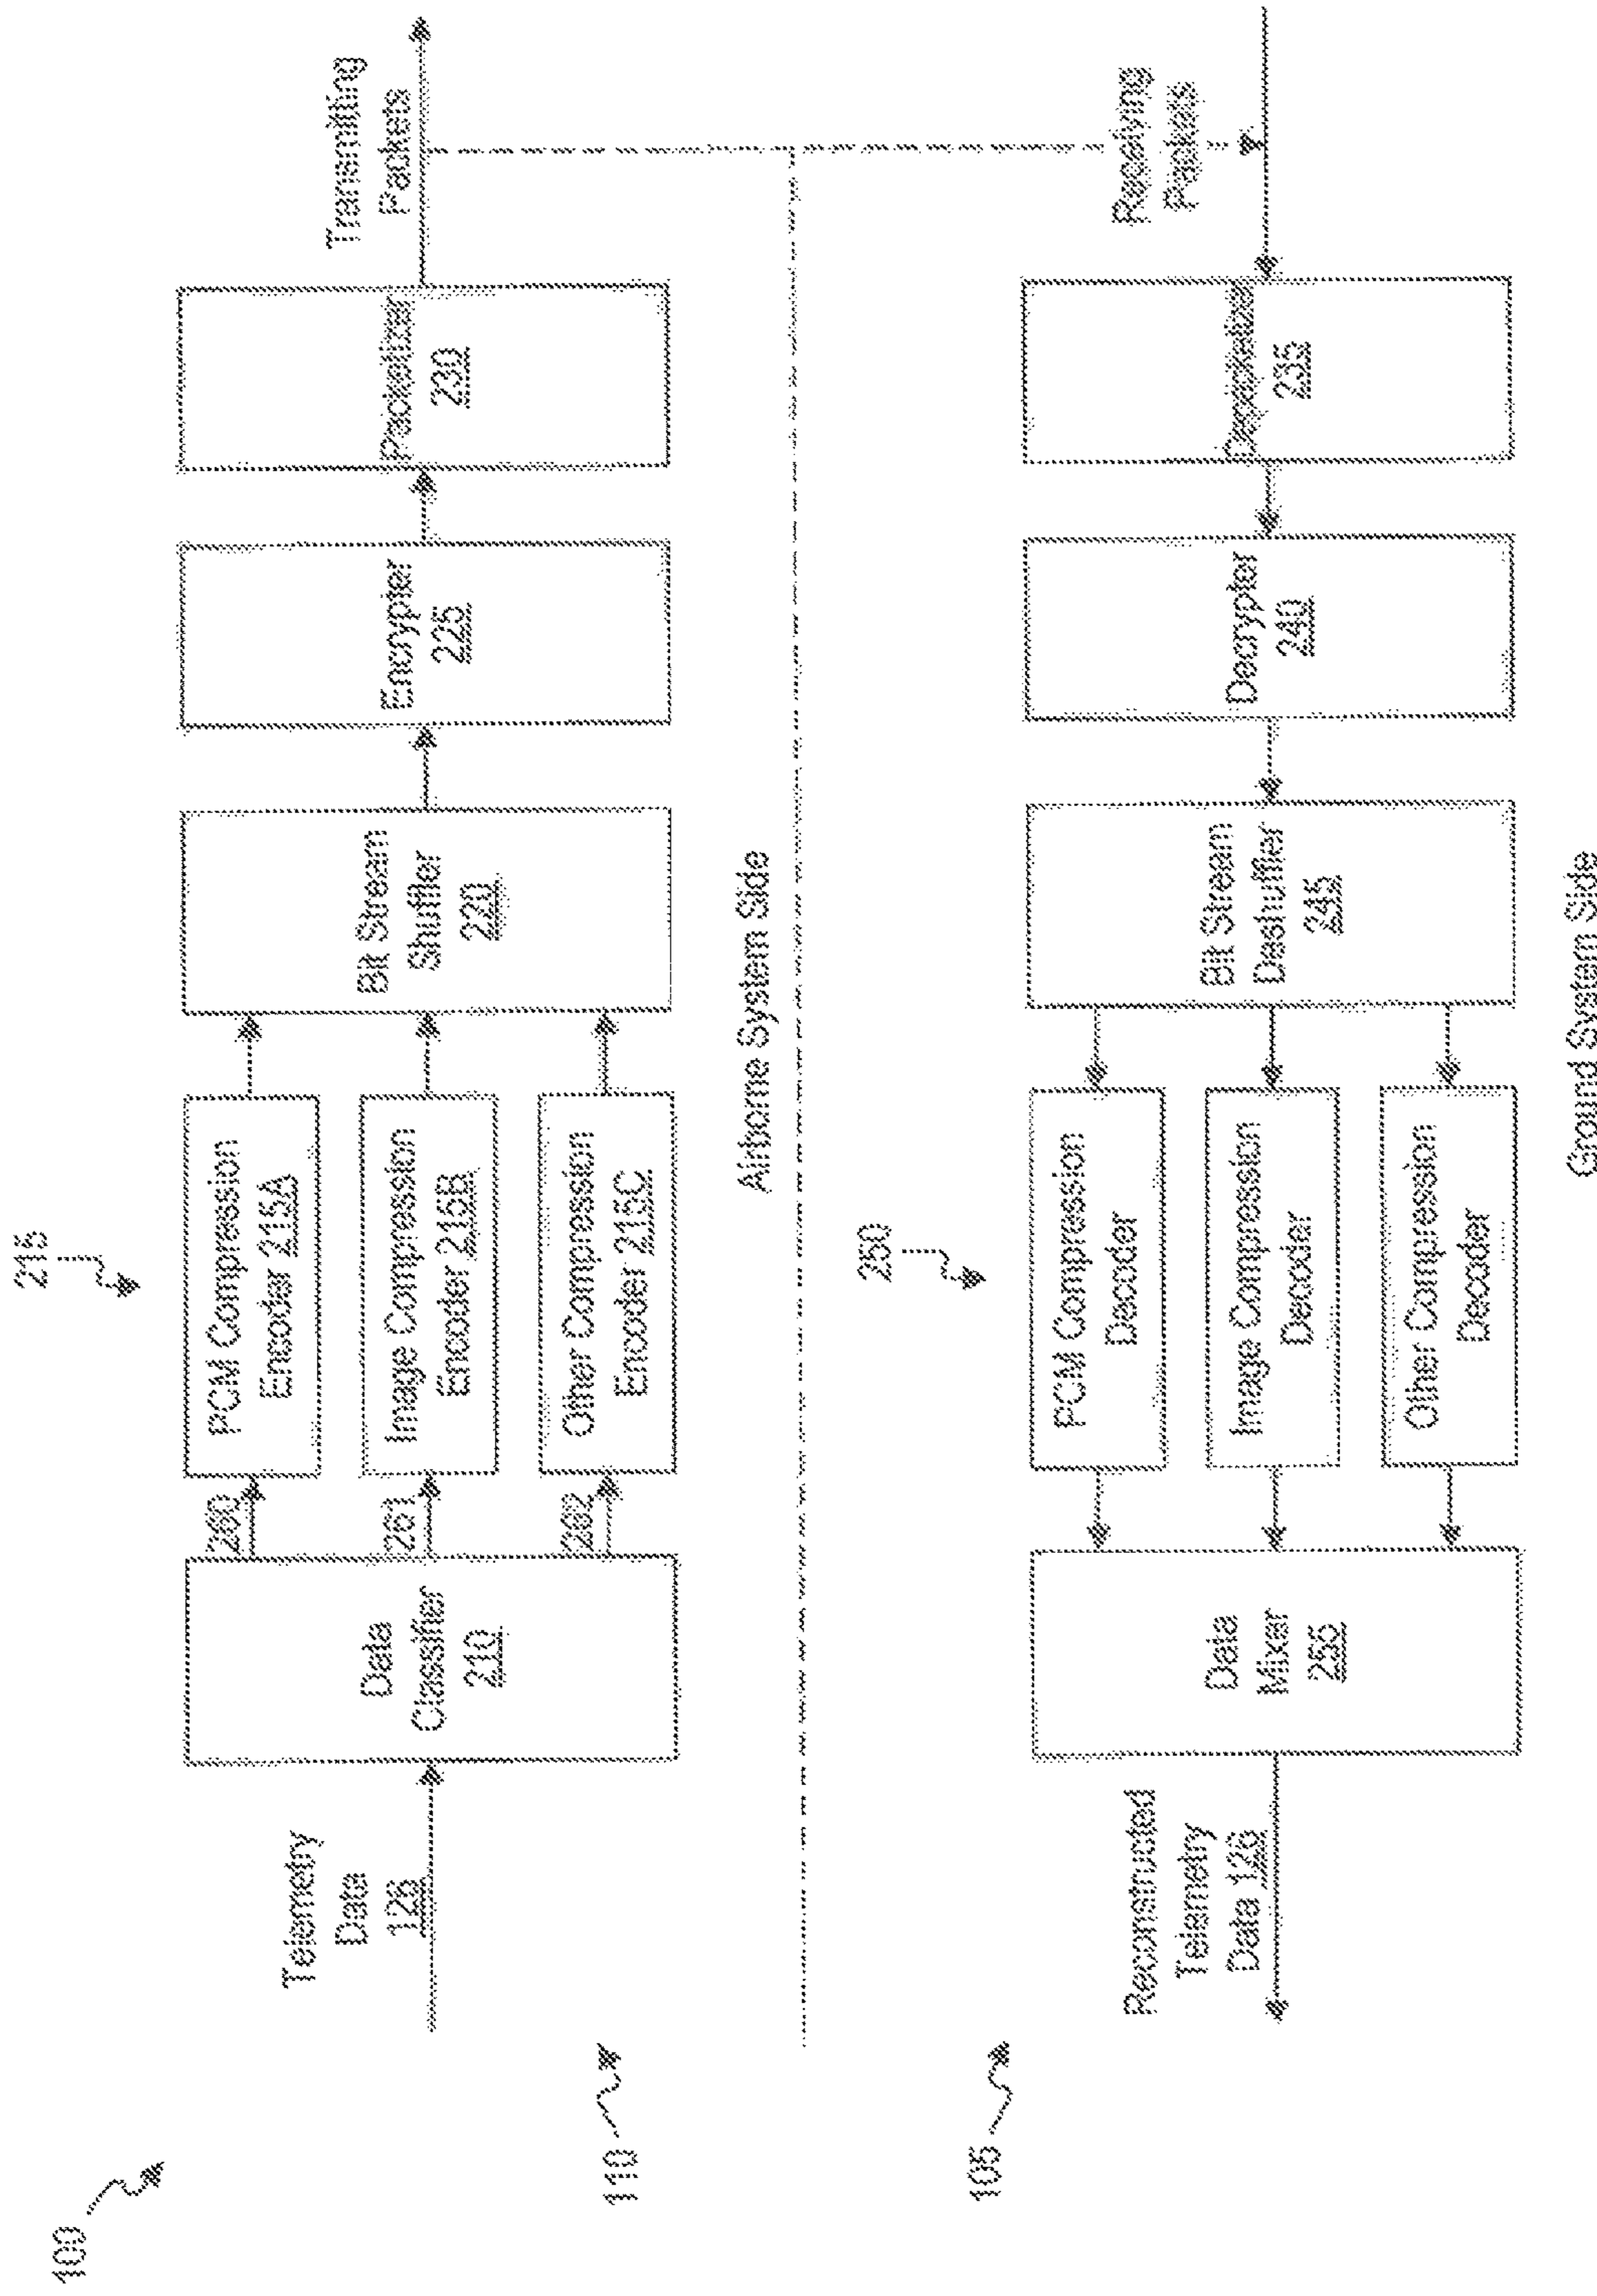 100
110
Telemetry
Data
125
Data
Classifier
210
260
261
262
215
PCM Compression
Encoder 215A
Image Compression
Encoder 215B
Other Compression
Encoder 215C
Bit Stream
Shuffler
220
Encrypter
225
Packetizer
230
Transmitting
Packets
Airborne System Side
105
Reconstructed
Telemetry
Data 126
Data
Mixer
255
250
PCM Compression
Decoder
Image Compression
Decoder
Other Compression
Decoder
Bit Stream
Deshuffler
245
Decrypter
240
Depacketizer
235
Receiving
Packets
Ground System Side